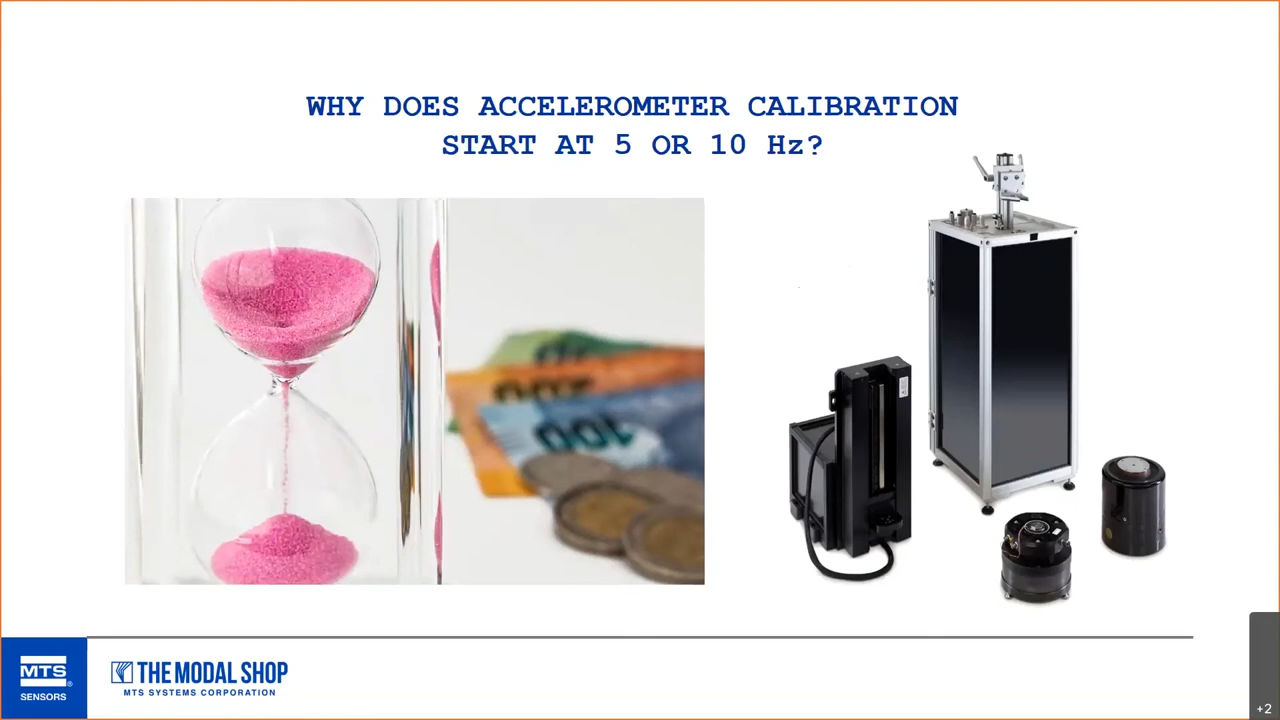 WHY DOES ACCELEROMETER CALIBRATION
START AT 5 OR 10 Hz?
100
MTS
SENSORS
THE MODAL SHOP
MTS SYSTEMS CORPORATION
+2